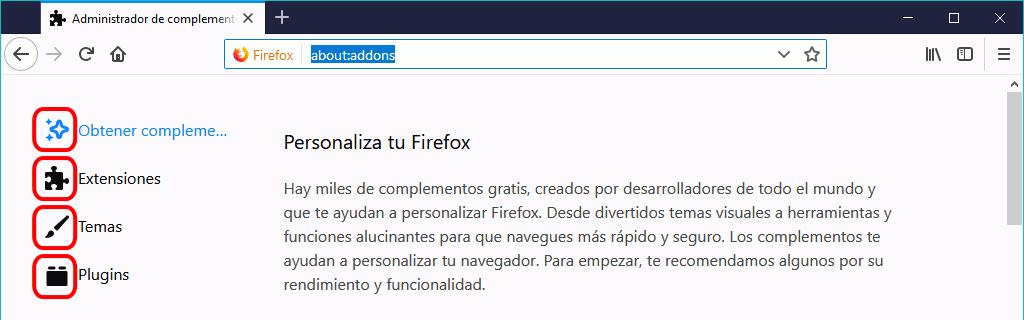 Administrador de complement
Firefox about:addons
Obtener compleme...
Extensiones
Temas
Plugins
Personaliza tu Firefox
Hay miles de complementos gratis, creados por desarrolladores de todo el mundo y
que te ayudan a personalizar Firefox. Desde divertidos temas visuales a herramientas y
funciones alucinantes para que navegues más rápido y seguro. Los complementos te
ayudan a personalizar tu navegador. Para empezar, te recomendamos algunos por su
rendimiento y funcionalidad.